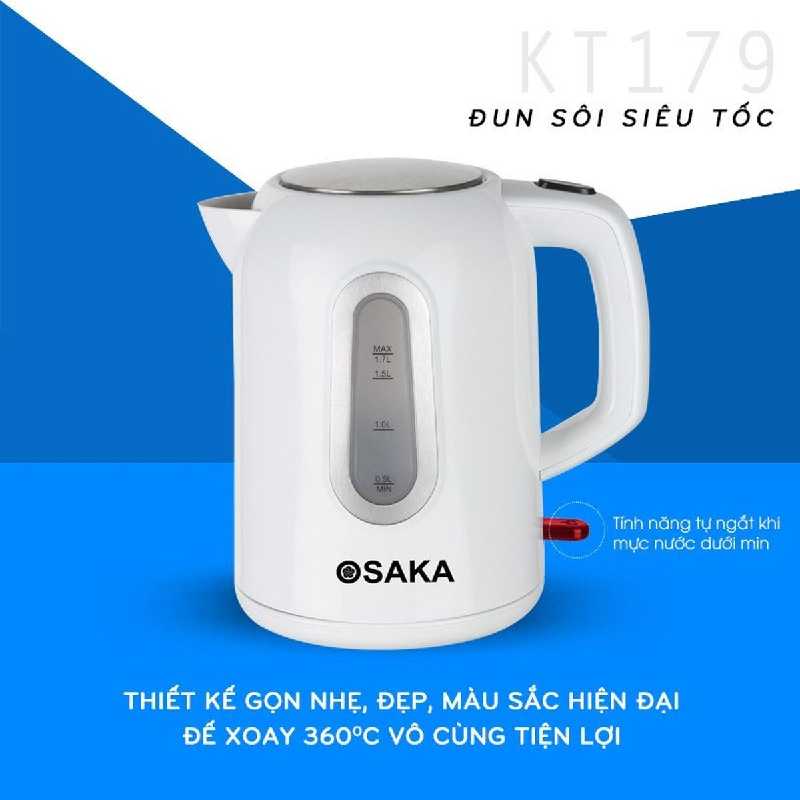 KT179
ĐUN SÔI SIÊU TỐC
MAX
1.7L
1.5L
1.0L
0.5L
MIN
OSAKA
Tính năng tự ngắt khi
mực nước dưới min
THIẾT KẾ GỌN NHẸ, ĐẸP, MÀU SẮC HIỆN ĐẠI
ĐẾ XOAY 360ºC VÔ CÙNG TIỆN LỢI